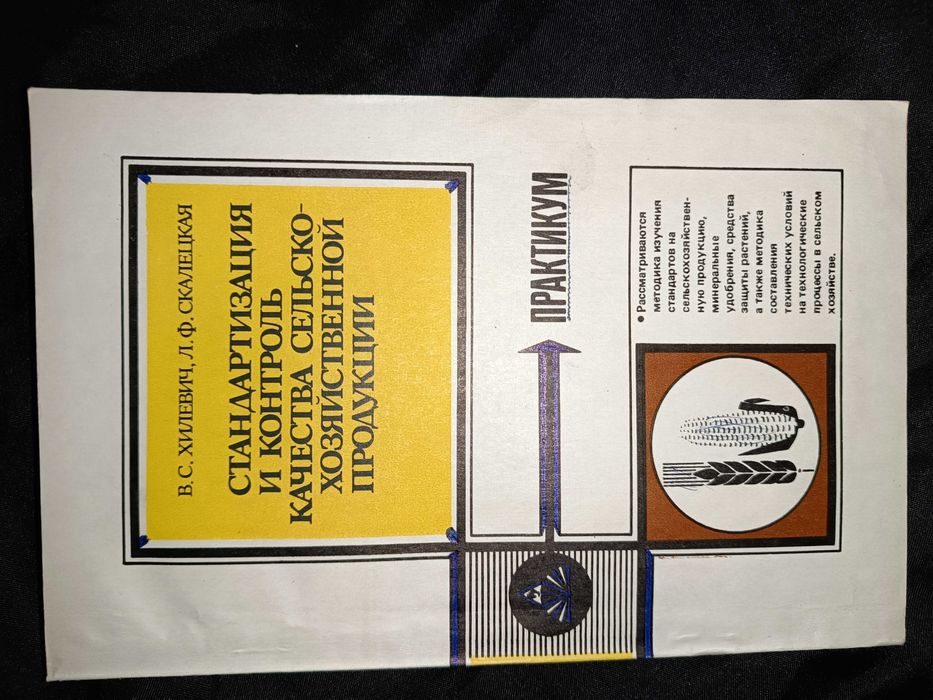 В. С. ХИЛЕВИЧ, Л. Ф. СКАЛЕЦКАЯ
СТАНДАРТИЗАЦИЯ
И КОНТРОЛЬ
КАЧЕСТВА СЕЛЬСКО-
ХОЗЯЙСТВЕННОЙ
ПРОДУКЦИИ
ПРАКТИКУМ
● Рассматриваются
методика изучения
стандартов на
сельскохозяйствен-
ную продукцию,
минеральные
удобрения, средства
защиты растений,
а также методика
составления
технических условий
на технологические
процессы в сельском
хозяйстве.